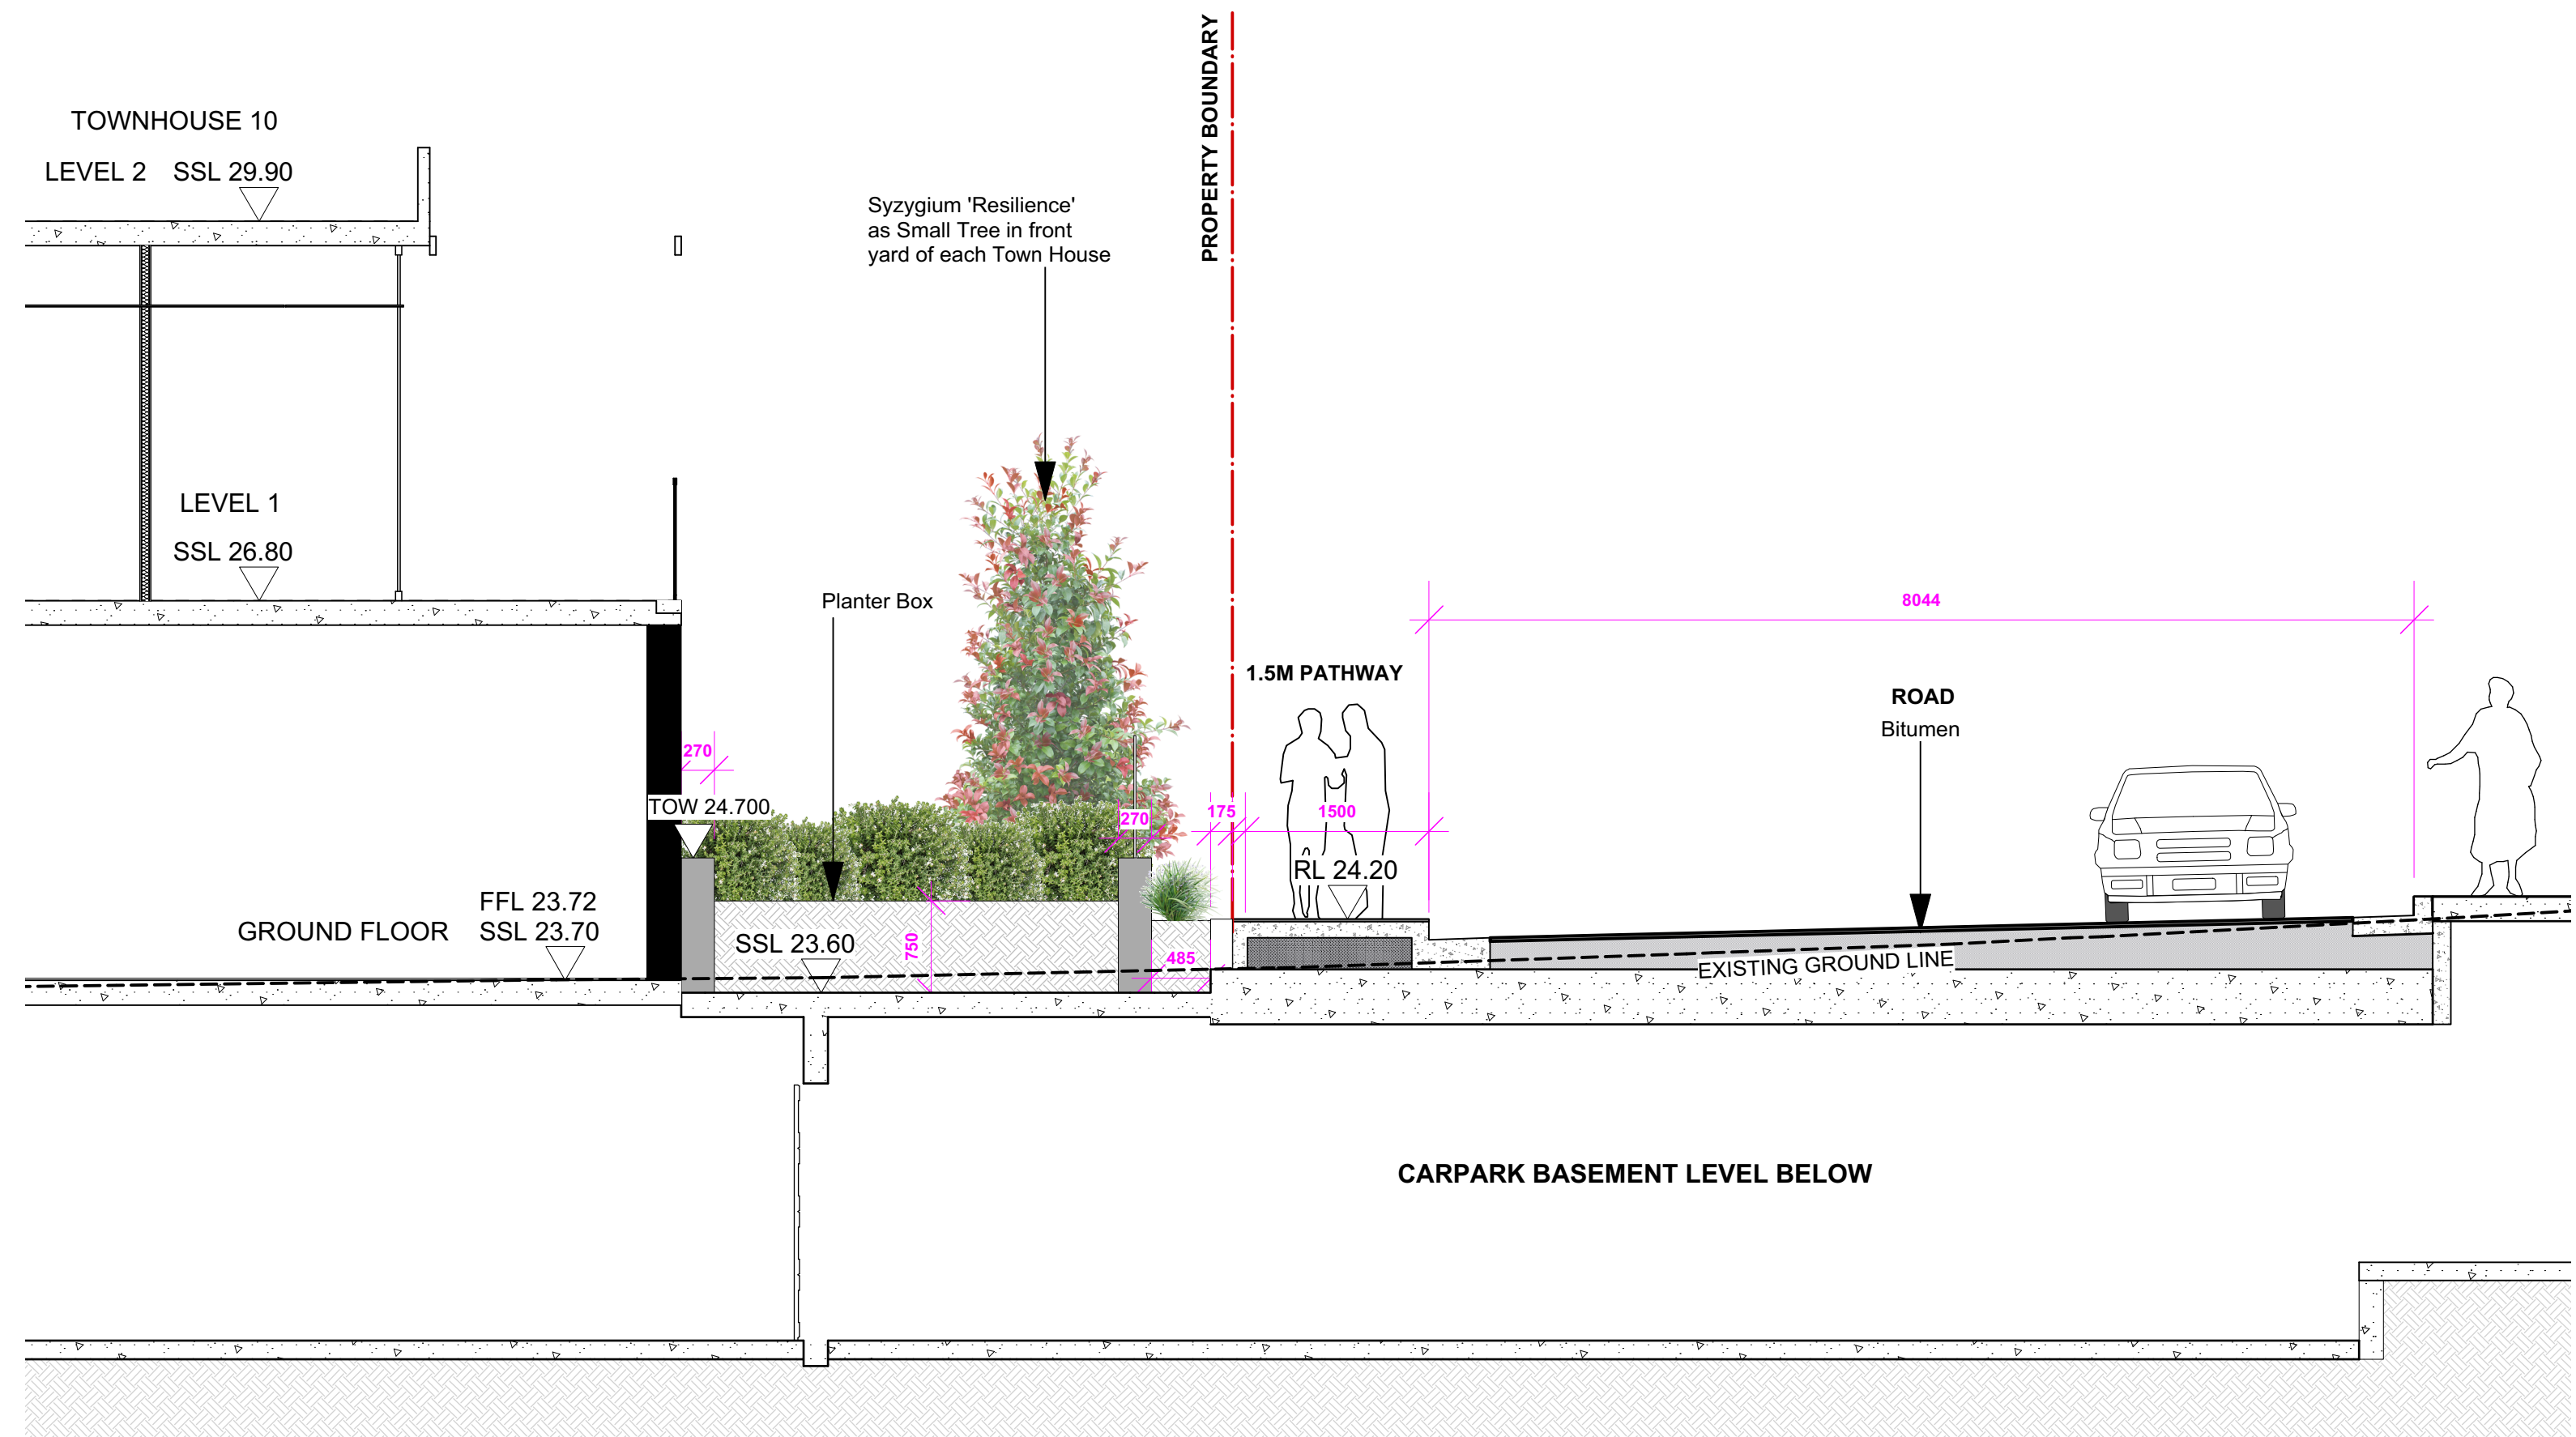 PROPERTY BOUNDARY
TOWNHOUSE 10
LEVEL 2 SSL 29.90
Syzygium 'Resilience'
as Small Tree in front
yard of each Town House
LEVEL 1
SSL 26.80
Planter Box
8044
1.5M PATHWAY
ROAD
Bitumen
270
TOW 24.700
270
175
1500
RL 24.20
FFL 23.72
GROUND FLOOR SSL 23.70
SSL 23.60
750
485
EXISTING GROUND LINE
CARPARK BASEMENT LEVEL BELOW